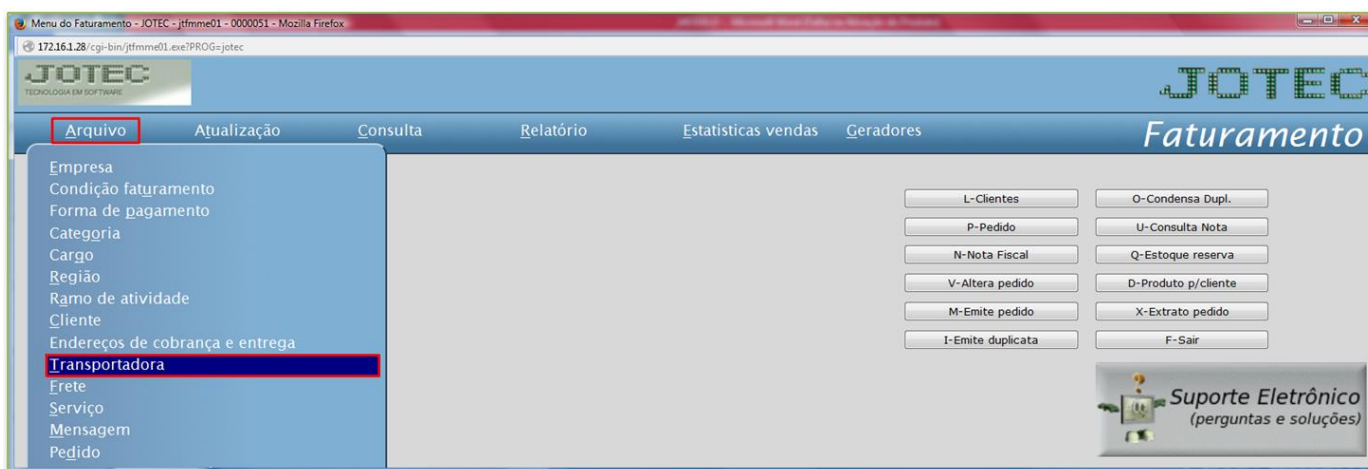 Menu do Faturamento - JOTEC - jtfmme01 - 0000051 - Mozilla Firefox
172.16.1.28/cgi-bin/jtfmme01.exe?PROG=jotec
JOTEC
TECNOLOGIA EM SOFTWARE
JOTEC
Arquivo Atualização Consulta Relatório Estatisticas vendas Geradores Faturamento
Empresa
Condição faturamento
Forma de pagamento
Categoria
Cargo
Região
Ramo de atividade
Cliente
Endereços de cobrança e entrega
Transportadora
Frete
Serviço
Mensagem
Pedido
L-Clientes O-Condensa Dupl.
P-Pedido U-Consulta Nota
N-Nota Fiscal Q-Estoque reserva
V-Altera pedido D-Produto p/cliente
M-Emite pedido X-Extrato pedido
I-Emite duplicata F-Sair
Suporte Eletrônico
(perguntas e soluções)